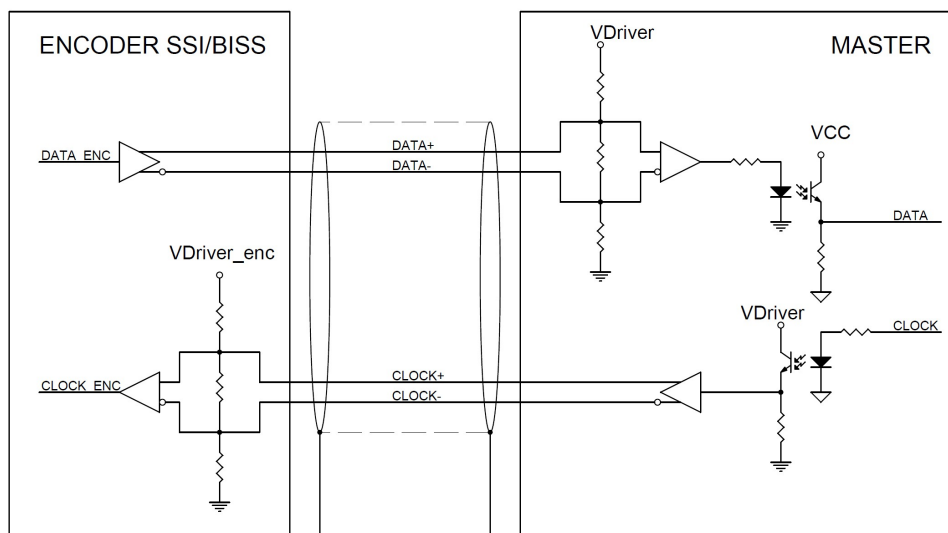 ENCODER SSI/BISS
MASTER
VDriver
DATA+
DATA_ENC
DATA-
VCC
DATA
VDriver_enc
VDriver
CLOCK
CLOCK+
CLOCK_ENC
CLOCK-